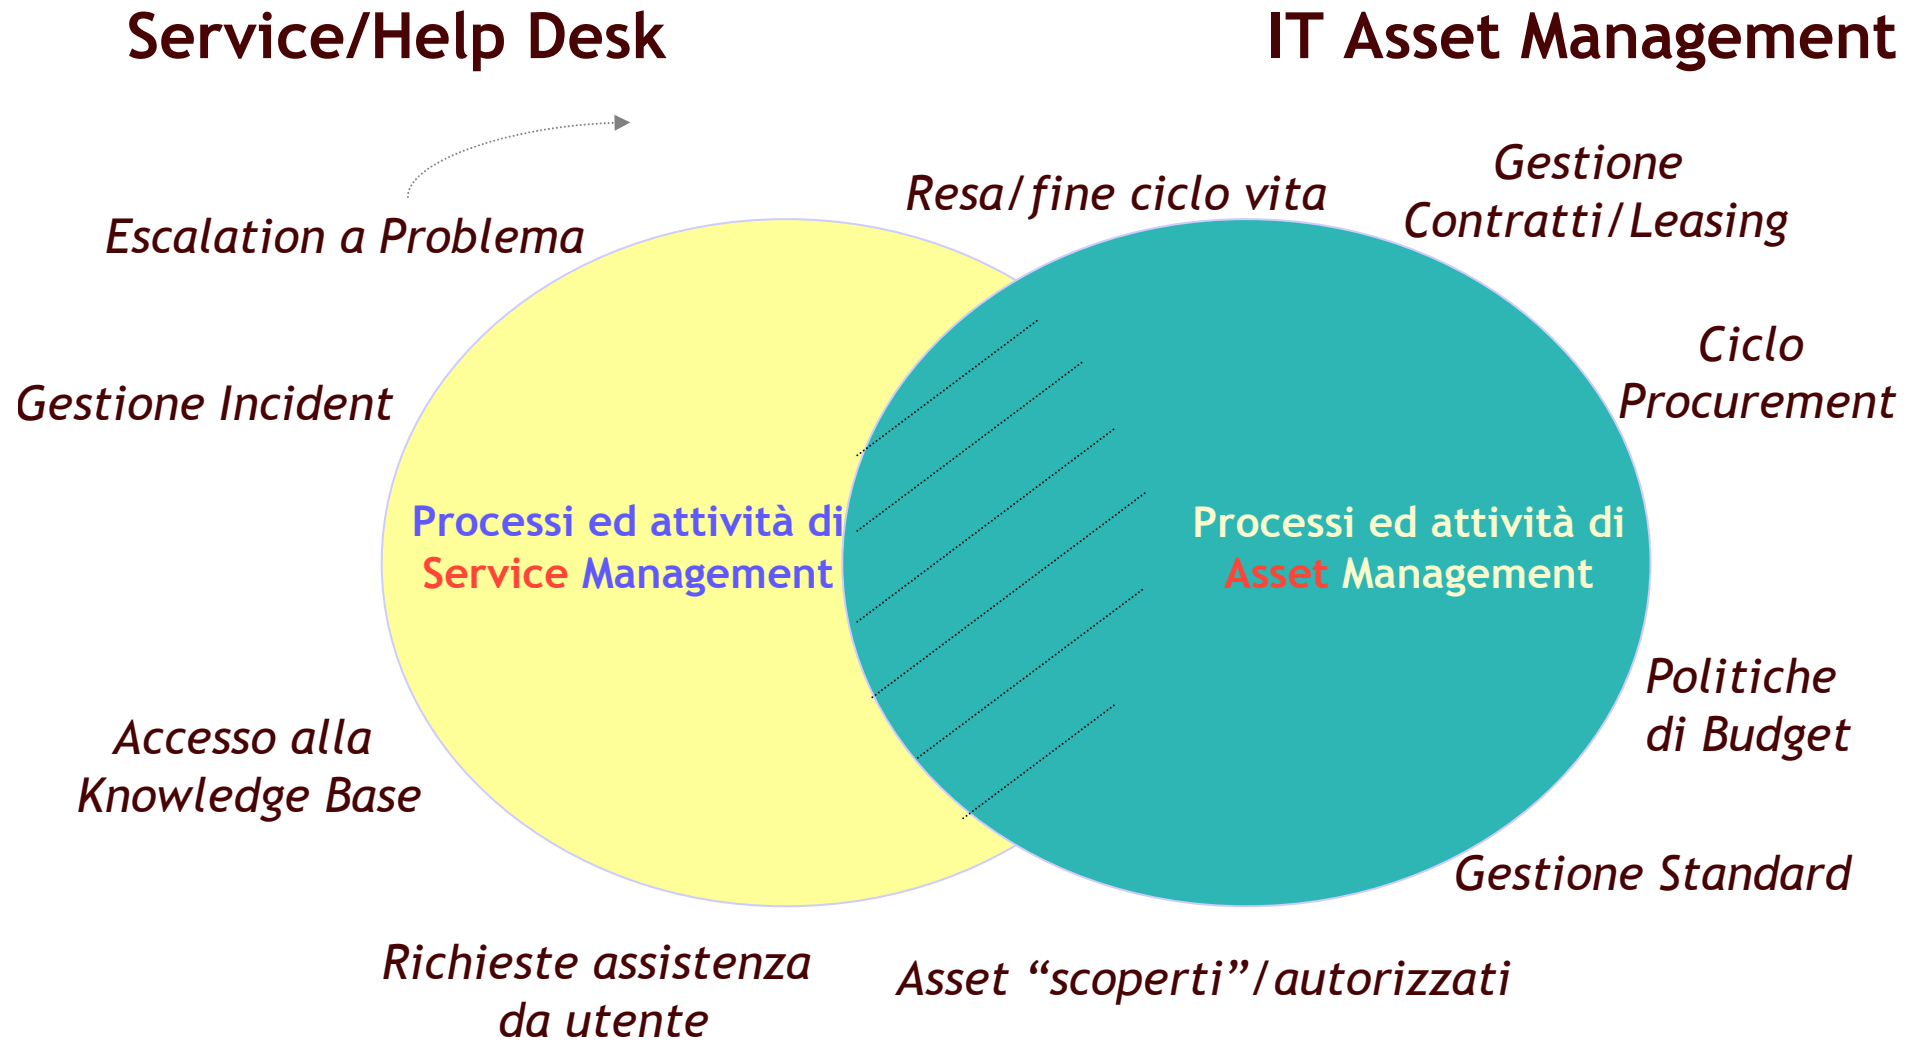 Service/Help Desk
IT Asset Management
Escalation a Problema
Resa/fine ciclo vita
Gestione
Contratti/Leasing
Gestione Incident
Ciclo
Procurement
Processi ed attività di
Service Management
Processi ed attività di
Asset Management
Accesso alla
Knowledge Base
Politiche
di Budget
Gestione Standard
Richieste assistenza
da utente
Asset “scoperti”/autorizzati